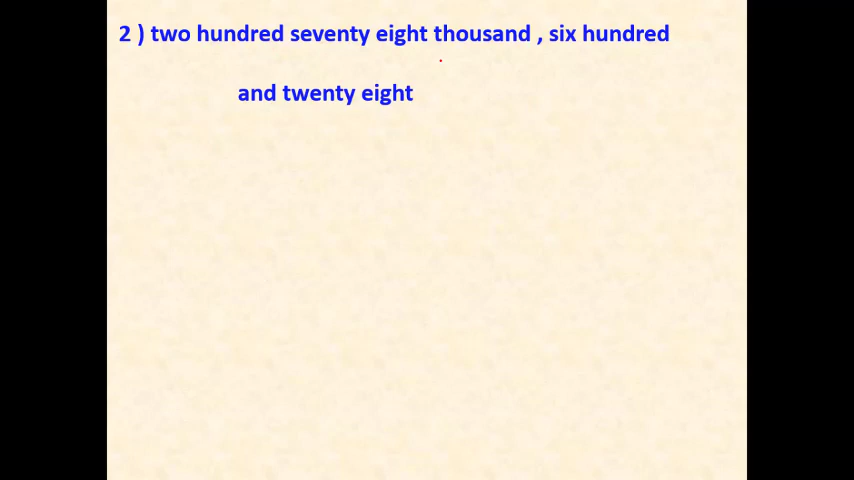 2 ) two hundred seventy eight thousand , six hundred
and twenty eight